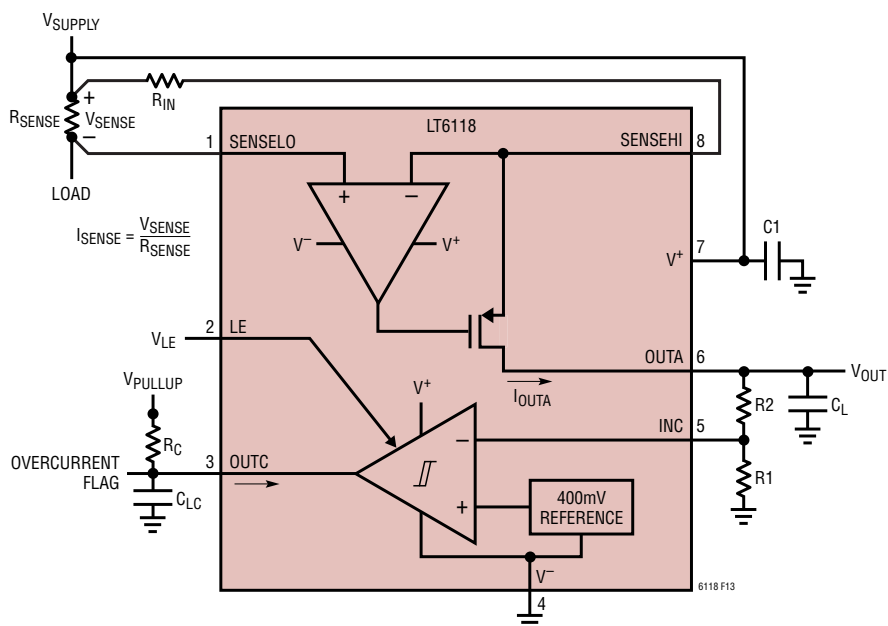 VSUPPLY
RIN
RSENSE
+
VSENSE
−
LOAD
ISENSE = VSENSE
RSENSE
LT6118
1 SENSELO
SENSEHI 8
+ −
V− V+
V+ 7
C1
2 LE
VLE
OUTA 6
VOUT
IOUTA
R2
CL
INC 5
R1
VPULLUP
RC
V+
−
+
OVERCURRENT
FLAG
3 OUTC
CLC
400mV
REFERENCE
V−
4
6118 F13